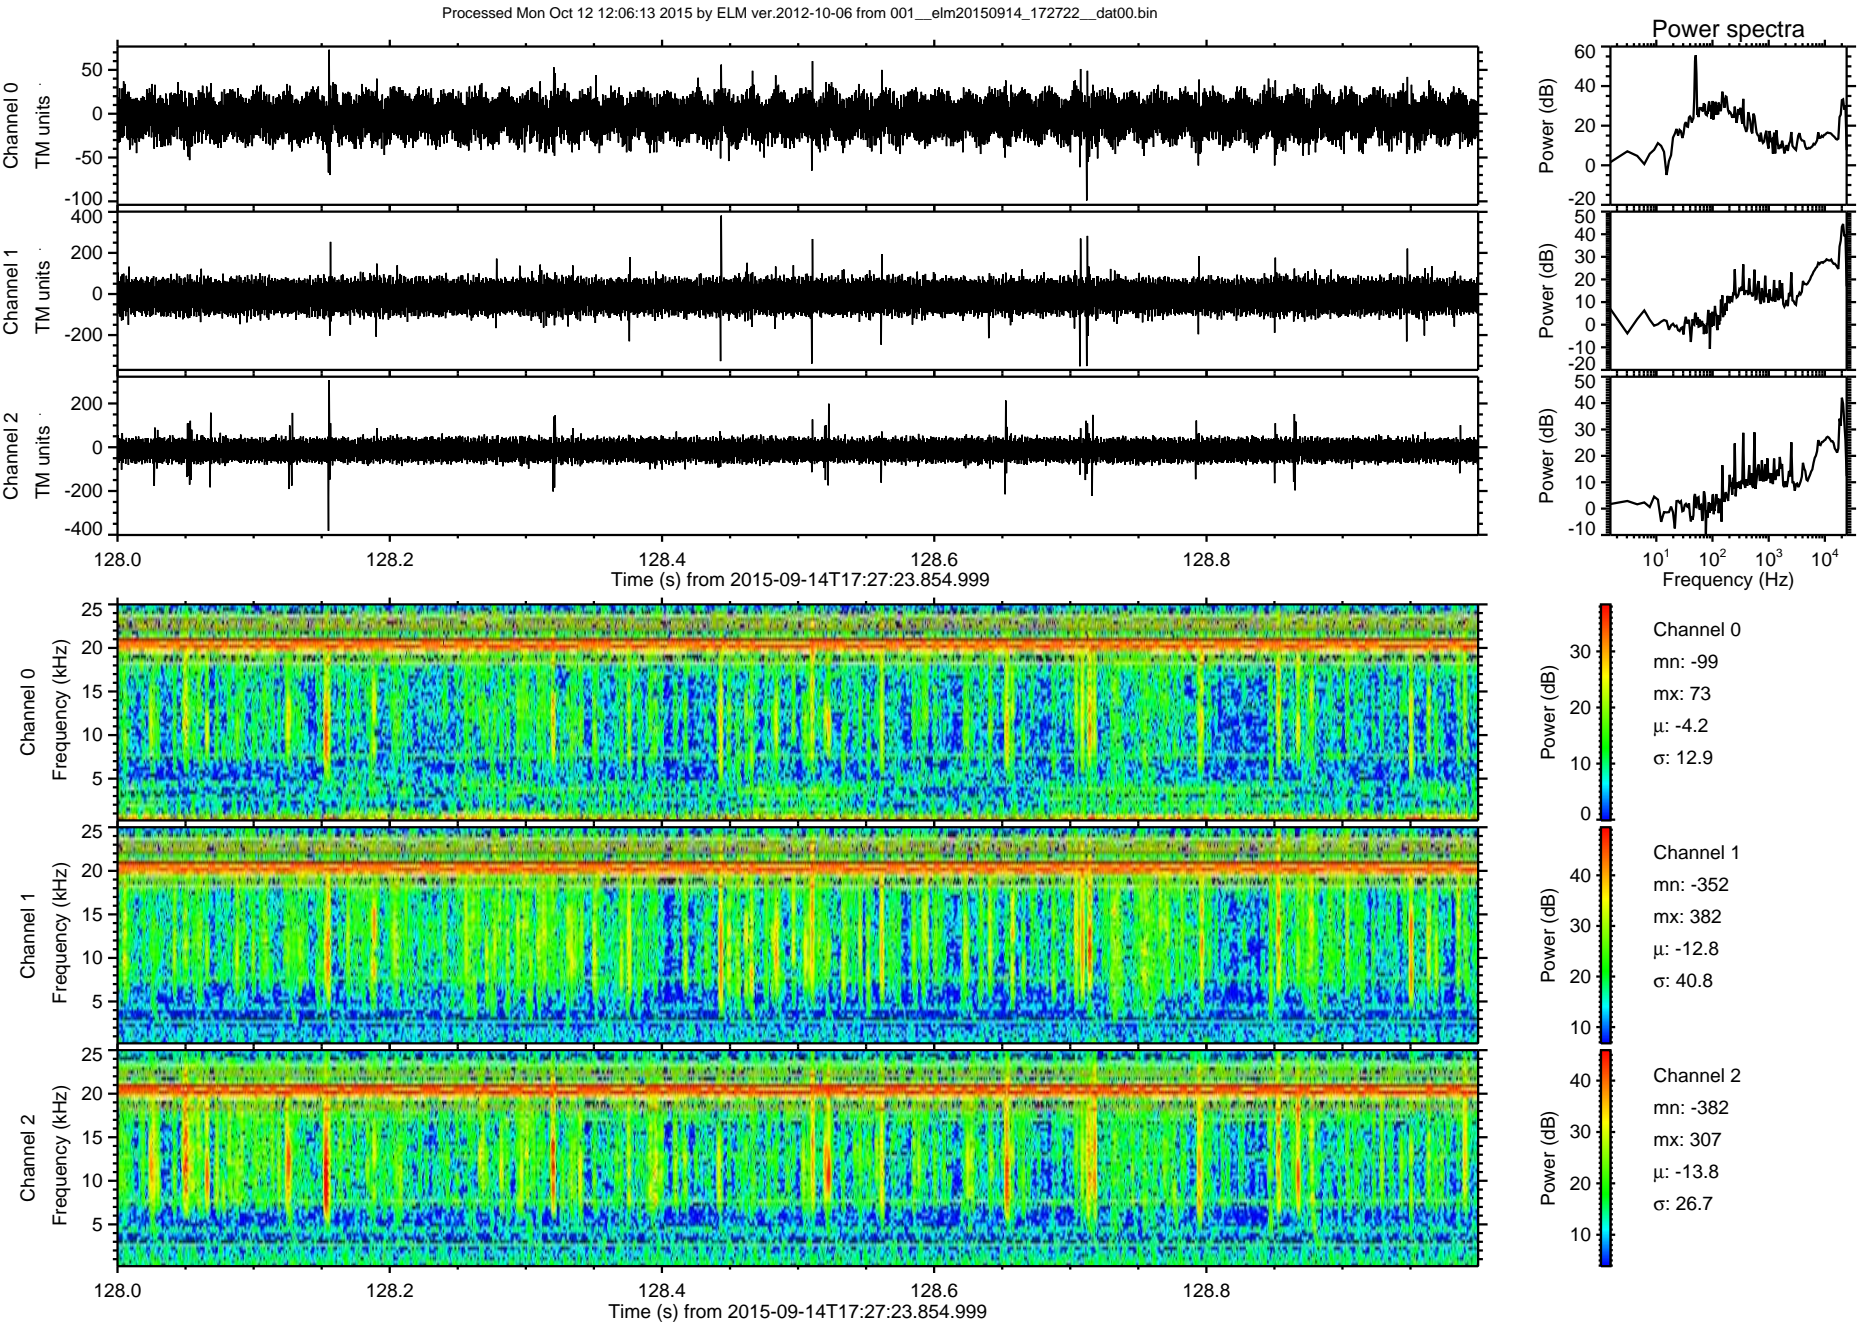 Processed Mon Oct 12 12:06:13 2015 by ELM ver.2012-10-06 from 001__elm20150914_172722__dat00.bin
Power spectra
Channel 0
TM units
50
0
-50
-100
Power (dB)
60
40
20
0
-20
Channel 1
TM units
400
200
0
-200
Power (dB)
50
40
30
20
10
0
-10
-20
Channel 2
TM units
200
0
-200
-400
Power (dB)
50
40
30
20
10
0
-10
128.0 128.2 128.4 128.6 128.8
Time (s) from 2015-09-14T17:27:23.854.999
10¹ 10² 10³ 10⁴
Frequency (Hz)
Channel 0
Frequency (kHz)
25
20
15
10
5
Power (dB)
30
20
10
0
Channel 0
mn: -99
mx: 73
μ: -4.2
σ: 12.9
Channel 1
Frequency (kHz)
25
20
15
10
5
Power (dB)
40
30
20
10
Channel 1
mn: -352
mx: 382
μ: -12.8
σ: 40.8
Channel 2
Frequency (kHz)
25
20
15
10
5
Power (dB)
40
30
20
10
Channel 2
mn: -382
mx: 307
μ: -13.8
σ: 26.7
128.0 128.2 128.4 128.6 128.8
Time (s) from 2015-09-14T17:27:23.854.999